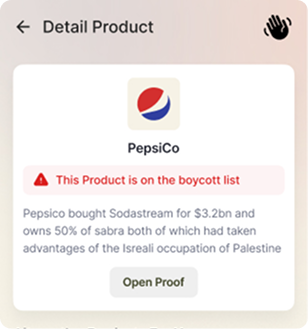 Detail Product
PepsiCo
This Product is on the boycott list
Pepsico bought Sodastream for $3.2bn and
owns 50% of sabra both of which had taken
advantages of the Isreali occupation of Palestine
Open Proof